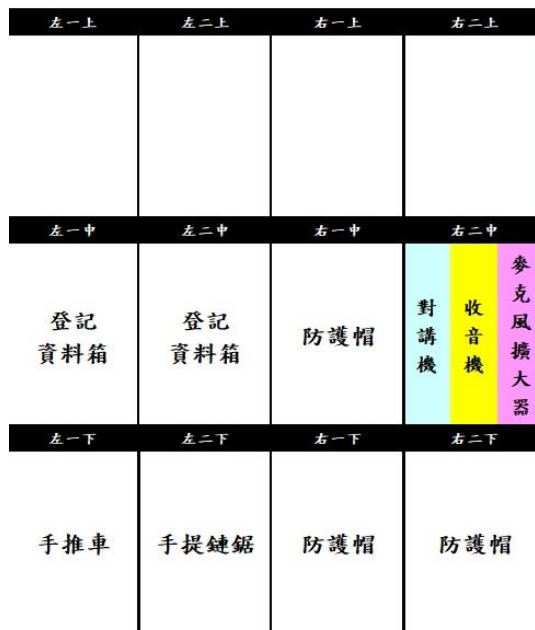 左一上
左二上
右一上
右二上
左一中
左二中
右一中
右二中
登記
資料箱
登記
資料箱
防護帽
對講機
收音機
麥克風擴大器
左一下
左二下
右一下
右二下
手推車
手提鏈鋸
防護帽
防護帽